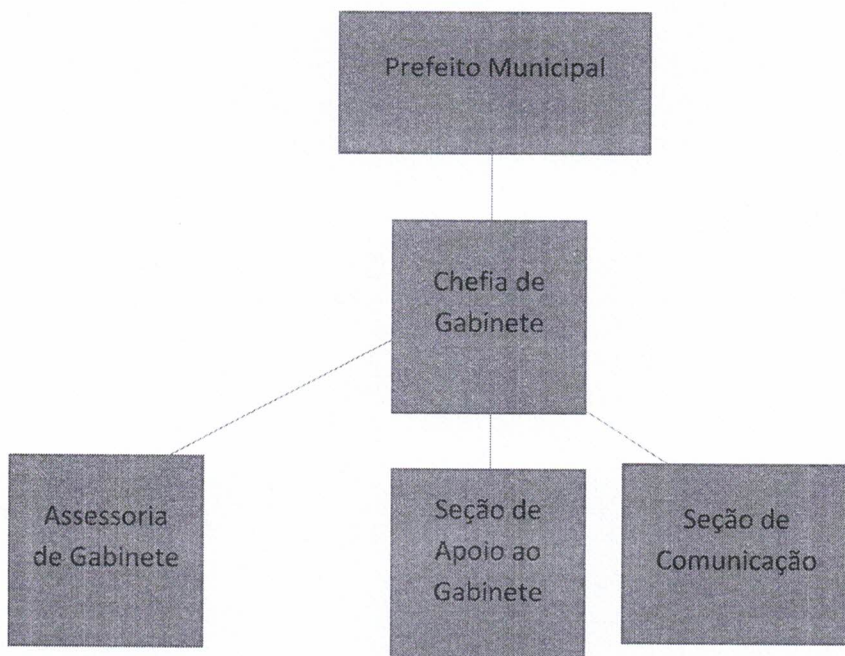 Prefeito Municipal
Chefia de
Gabinete
Assessoria
de Gabinete
Seção de
Apoio ao
Gabinete
Seção de
Comunicação